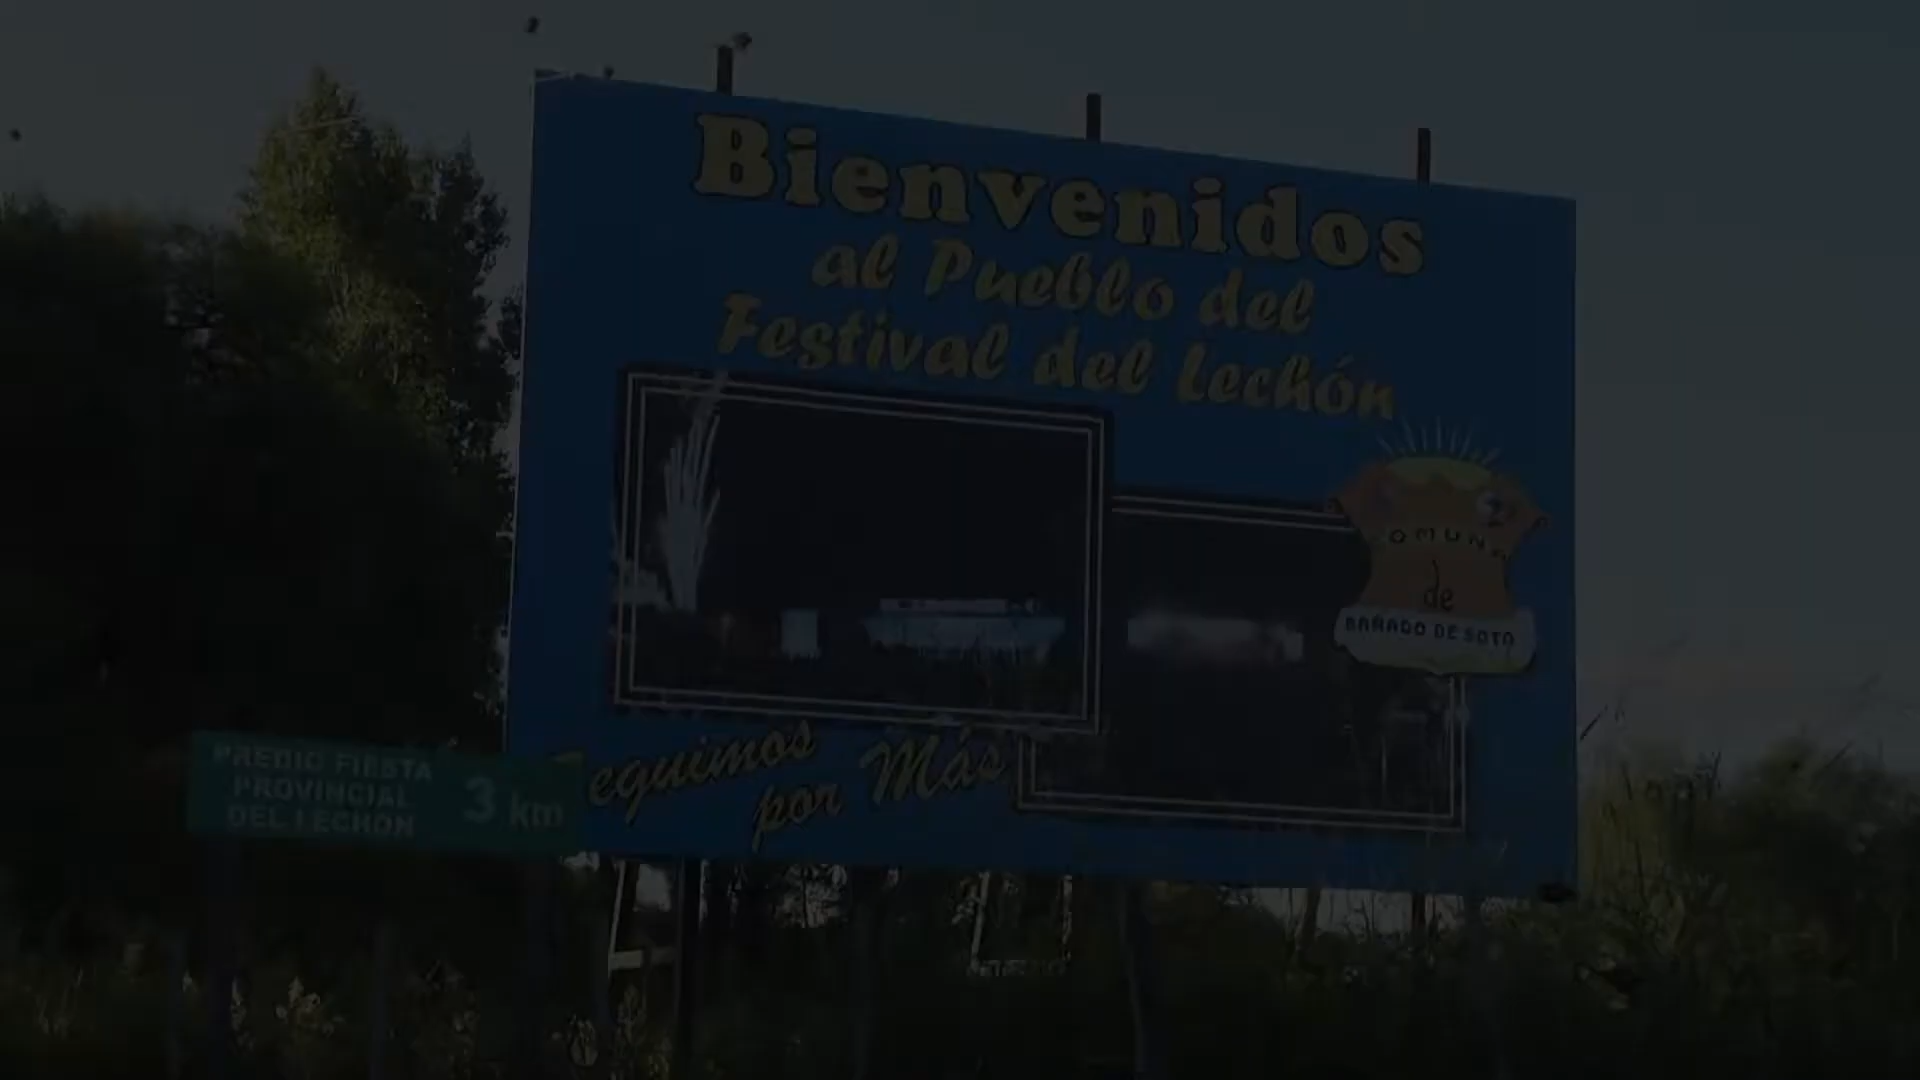 Bienvenidos
al Pueblo del
Festival del Lechón
COMUNA
de
BAÑADO DE SOTO
Seguimos
por Más
PREDIO FIESTA
PROVINCIAL
DEL LECHON
3 km